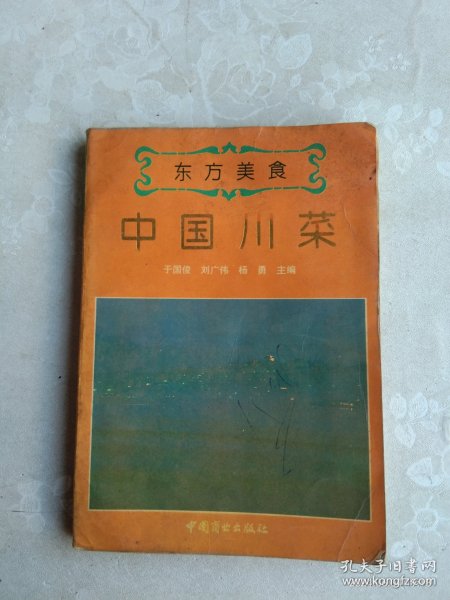 东方美食
中国川菜
于国俊 刘广伟 杨勇 主编
中国商业出版社
孔夫子旧书网
www.kongfz.com